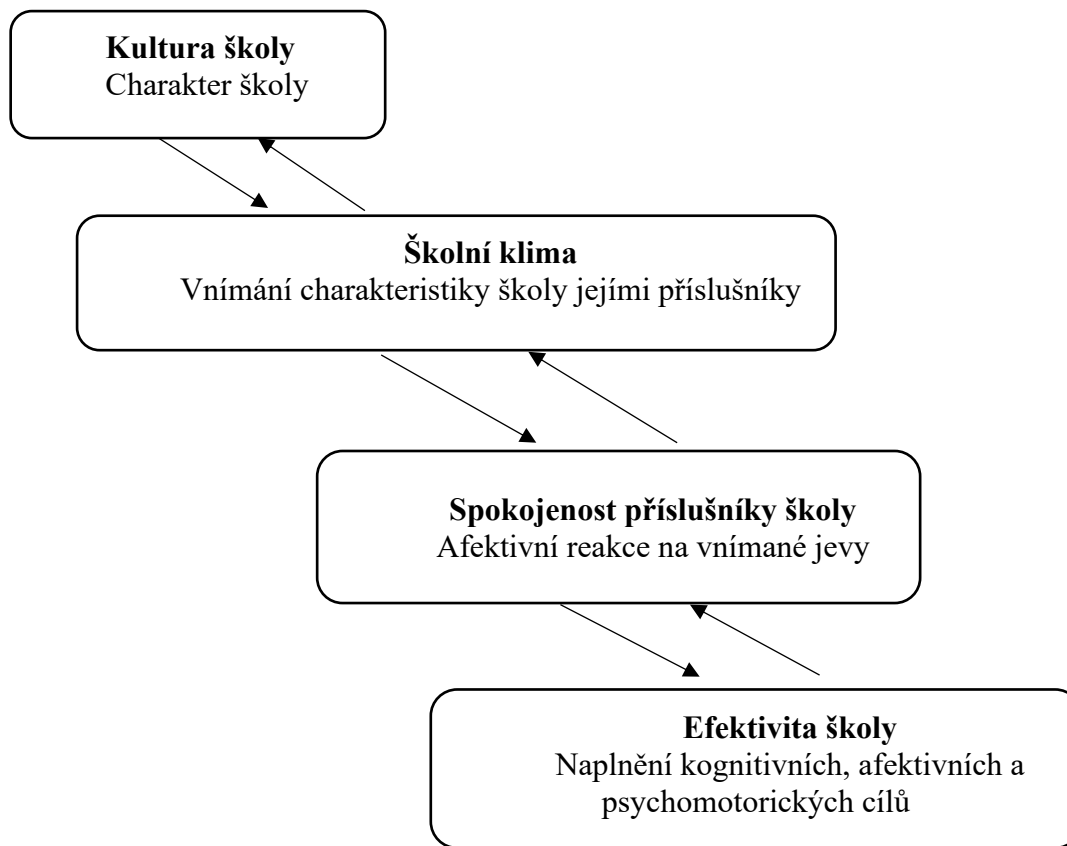 Kultura školy
Charakter školy
Školní klima
Vnímání charakteristiky školy jejími příslušníky
Spokojenost příslušníky školy
Afektivní reakce na vnímané jevy
Efektivita školy
Naplnění kognitivních, afektivních a
psychomotorických cílů